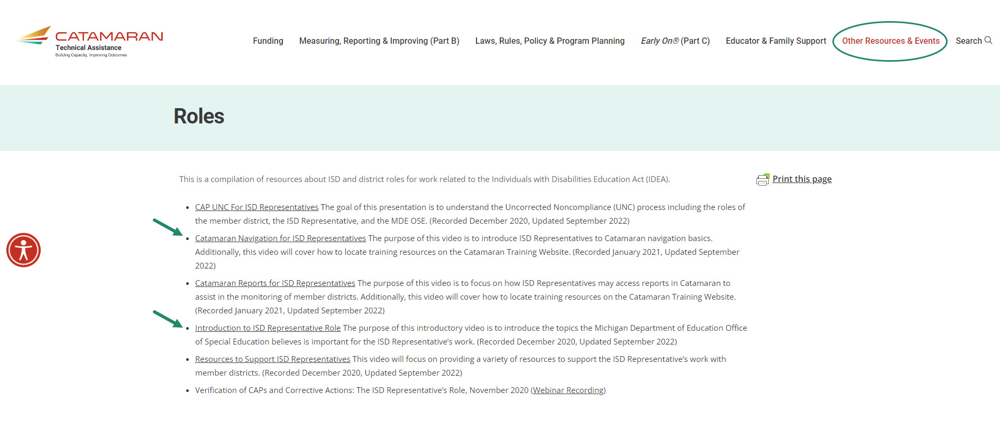 CATAMARAN
Technical Assistance
Building Capacity, Improving Outcomes
Funding
Measuring, Reporting & Improving (Part B)
Laws, Rules, Policy & Program Planning
Early On® (Part C)
Educator & Family Support
Other Resources & Events
Search
Roles
This is a compilation of resources about ISD and district roles for work related to the Individuals with Disabilities Education Act (IDEA).
Print this page
CAP UNC For ISD Representatives The goal of this presentation is to understand the Uncorrected Noncompliance (UNC) process including the roles of
the member district, the ISD Representative, and the MDE OSE. (Recorded December 2020, Updated September 2022)
Catamaran Navigation for ISD Representatives The purpose of this video is to introduce ISD Representatives to Catamaran navigation basics.
Additionally, this video will cover how to locate training resources on the Catamaran Training Website. (Recorded January 2021, Updated September
2022)
Catamaran Reports for ISD Representatives The purpose of this video is to focus on how ISD Representatives may access reports in Catamaran to
assist in the monitoring of member districts. Additionally, this video will cover how to locate training resources on the Catamaran Training Website.
(Recorded January 2021, Updated September 2022)
Introduction to ISD Representative Role The purpose of this introductory video is to introduce the topics the Michigan Department of Education Office
of Special Education believes is important for the ISD Representative’s work. (Recorded December 2020, Updated September 2022)
Resources to Support ISD Representatives This video will focus on providing a variety of resources to support the ISD Representative’s work with
member districts. (Recorded December 2020, Updated September 2022)
Verification of CAPs and Corrective Actions: The ISD Representative’s Role, November 2020 (Webinar Recording)